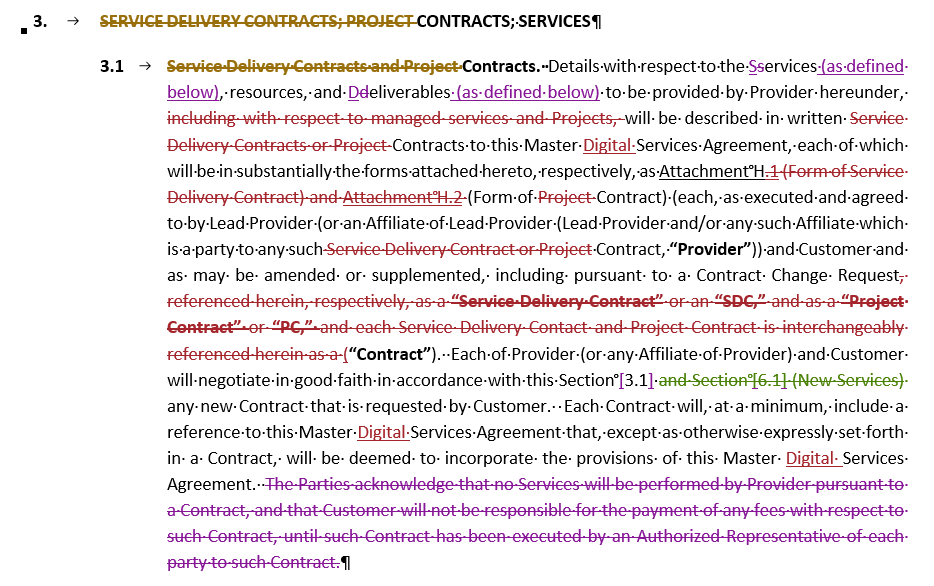 3. → SERVICE DELIVERY CONTRACTS; PROJECT CONTRACTS; SERVICES¶
3.1 → Service Delivery Contracts and Project Contracts. Details with respect to the Sservices (as defined
below), resources, and Ddeliverables (as defined below) to be provided by Provider hereunder,
including with respect to managed services and Projects, will be described in written Service
Delivery Contracts or Project Contracts to this Master Digital Services Agreement, each of which
will be in substantially the forms attached hereto, respectively, as Attachment°H.1 (Form of Service
Delivery Contract) and Attachment°H.2 (Form of Project Contract) (each, as executed and agreed
to by Lead Provider (or an Affiliate of Lead Provider (Lead Provider and/or any such Affiliate which
is a party to any such Service Delivery Contract or Project Contract, “Provider”)) and Customer and
as may be amended or supplemented, including pursuant to a Contract Change Request,
referenced herein, respectively, as a “Service Delivery Contract” or an “SDC,” and as a “Project
Contract” or “PC,” and each Service Delivery Contact and Project Contract is interchangeably
referenced herein as a (“Contract”). Each of Provider (or any Affiliate of Provider) and Customer
will negotiate in good faith in accordance with this Section°[3.1] and Section°[6.1] (New Services)
any new Contract that is requested by Customer. Each Contract will, at a minimum, include a
reference to this Master Digital Services Agreement that, except as otherwise expressly set forth
in a Contract, will be deemed to incorporate the provisions of this Master Digital Services
Agreement. The Parties acknowledge that no Services will be performed by Provider pursuant to
a Contract, and that Customer will not be responsible for the payment of any fees with respect to
such Contract, until such Contract has been executed by an Authorized Representative of each
party to such Contract.¶